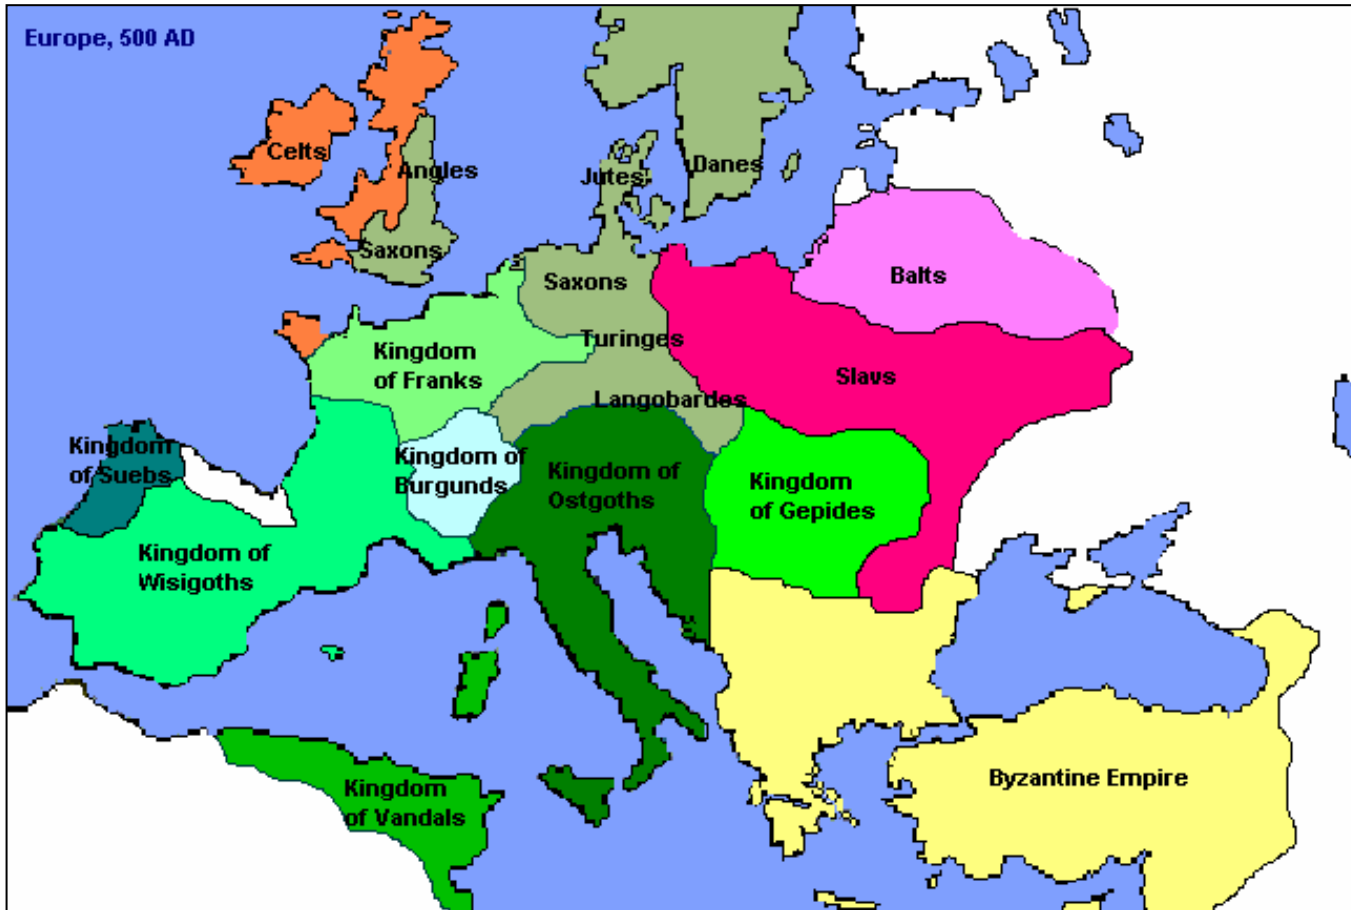 Europe, 500 AD
Celts
Angles
Jutes
Danes
Saxons
Saxons
Balts
Turinges
Kingdom
of Franks
Slavs
Langobardes
Kingdom
of Suebs
Kingdom of
Burgunds
Kingdom of
Ostgoths
Kingdom
of Gepides
Kingdom of
Wisigoths
Byzantine Empire
Kingdom
of Vandals